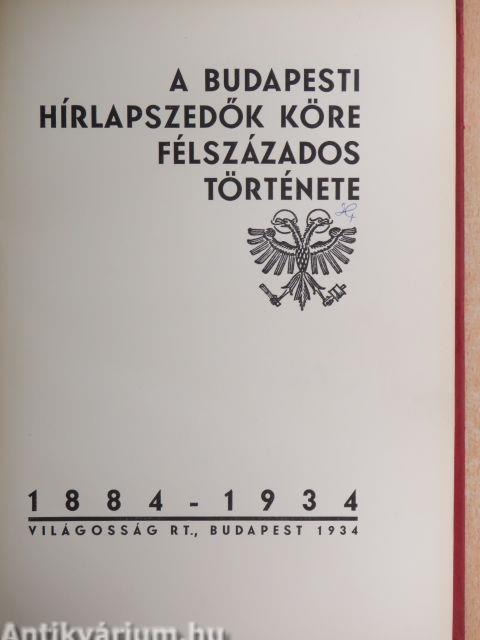 A BUDAPESTI
HÍRLAPSZEDŐK KÖRE
FÉLSZÁZADOS
TÖRTÉNETE
1884-1934
VILÁGOSSÁG RT., BUDAPEST 1934
Antikvárium.hu